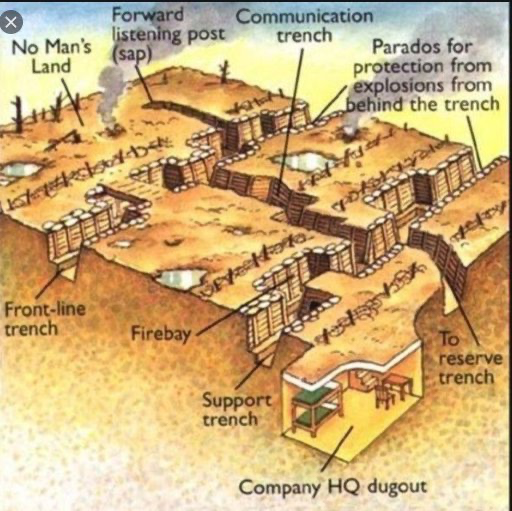 Forward
listening post
(sap)
Communication
trench
No Man's
Land
Parados for
protection from
explosions from
behind the trench
Front-line
trench
Firebay
Support
trench
To
reserve
trench
Company HQ dugout